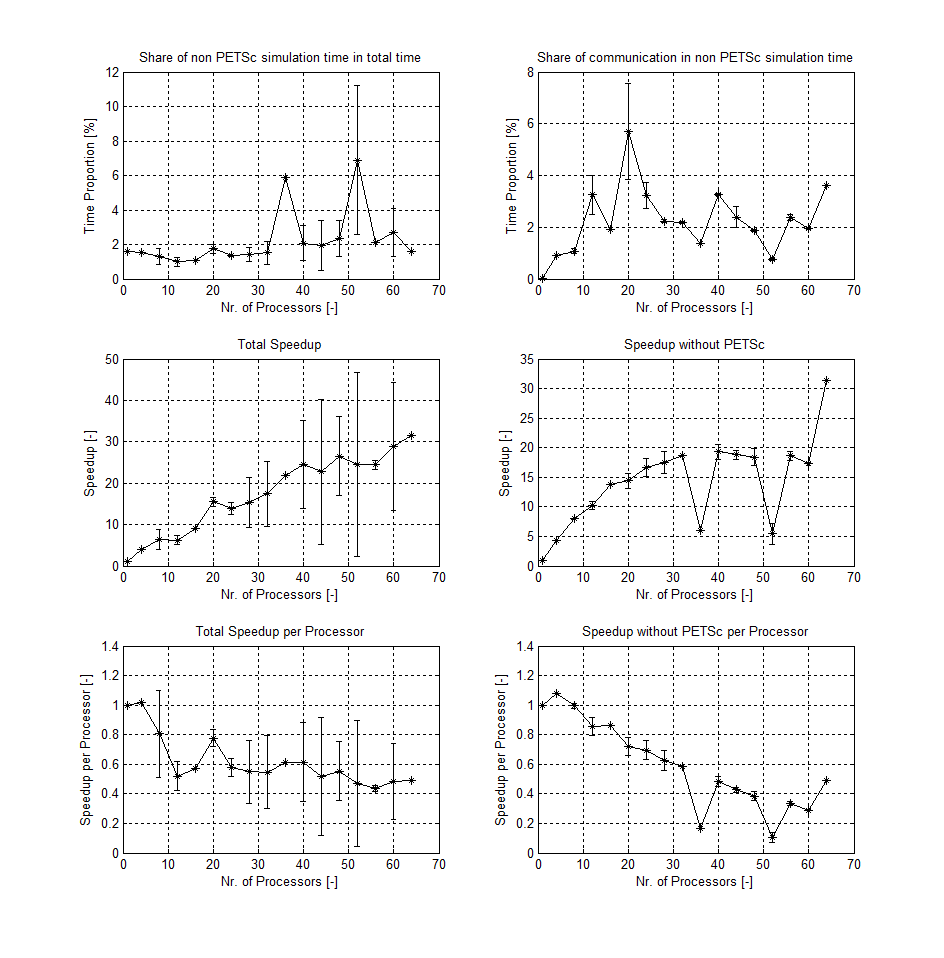 Share of non PETSc simulation time in total time
Time Proportion [%]
12
10
8
6
4
2
0
0 10 20 30 40 50 60 70
Nr. of Processors [-]
Share of communication in non PETSc simulation time
Time Proportion [%]
8
6
4
2
0
0 10 20 30 40 50 60 70
Nr. of Processors [-]
Total Speedup
Speedup [-]
50
40
30
20
10
0
0 10 20 30 40 50 60 70
Nr. of Processors [-]
Speedup without PETSc
Speedup [-]
35
30
25
20
15
10
5
0
0 10 20 30 40 50 60 70
Nr. of Processors [-]
Total Speedup per Processor
Speedup per Processor [-]
1.4
1.2
1
0.8
0.6
0.4
0.2
0
0 10 20 30 40 50 60 70
Nr. of Processors [-]
Speedup without PETSc per Processor
Speedup per Processor [-]
1.4
1.2
1
0.8
0.6
0.4
0.2
0
0 10 20 30 40 50 60 70
Nr. of Processors [-]